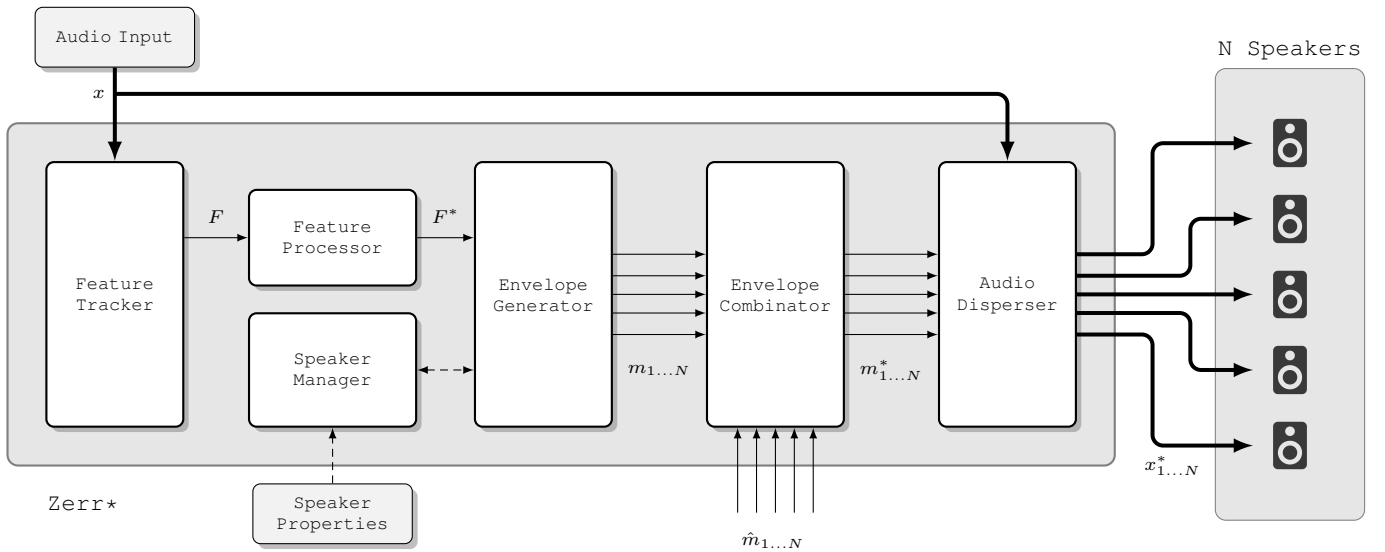 Audio Input
N Speakers
x
Feature
Tracker
F
Feature
Processor
F*
Speaker
Manager
Envelope
Generator
m₁…N
Envelope
Combinator
m*₁…N
Audio
Disperser
x*₁…N
Zerr⋆
Speaker
Properties
m̂₁…N